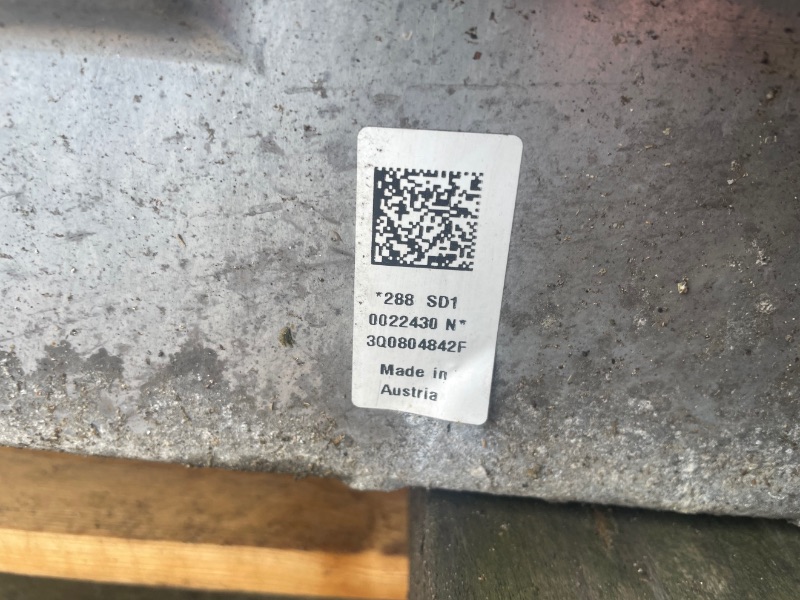 *288 SD1
0022430 N*
3Q0804842F
Made in
Austria